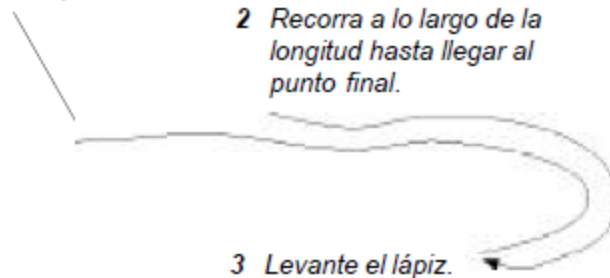 2 Recorra a lo largo de la
longitud hasta llegar al
punto final.
3 Levante el lápiz.